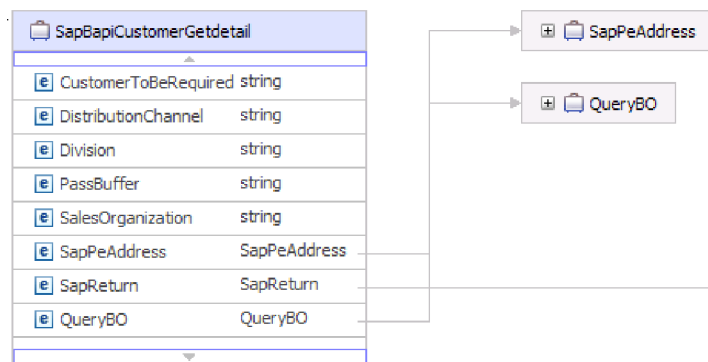 SapBapiCustomerGetdetail
CustomerToBeRequired string
DistributionChannel string
Division string
PassBuffer string
SalesOrganization string
SapPeAddress SapPeAddress
SapReturn SapReturn
QueryBO QueryBO
SapPeAddress
QueryBO